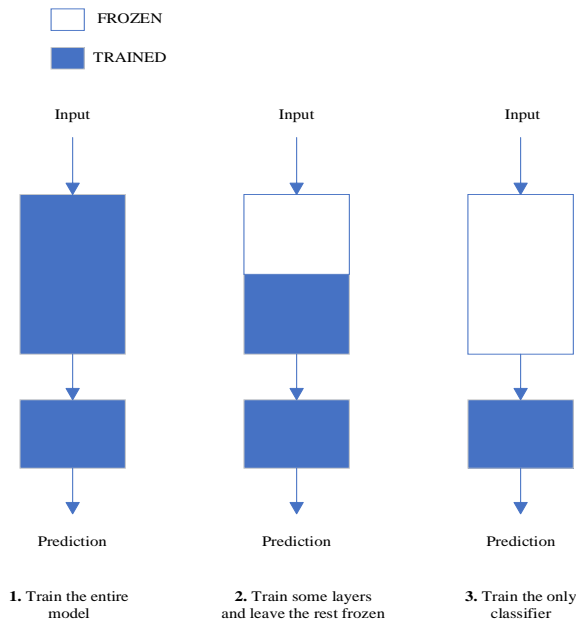 FROZEN
TRAINED
Input
Input
Input
Prediction
Prediction
Prediction
1. Train the entire
model
2. Train some layers
and leave the rest frozen
3. Train the only
classifier